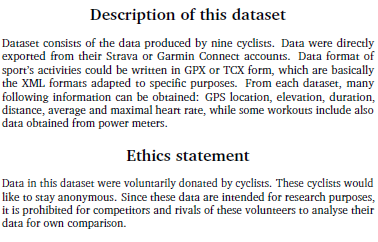 Description of this dataset
Dataset consists of the data produced by nine cyclists. Data were directly
exported from their Strava or Garmin Connect accounts. Data format of
sport's activities could be written in GPX or TCX form, which are basically
the XML formats adapted to specific purposes. From each dataset, many
following information can be obtained: GPS location, elevation, duration,
distance, average and maximal heart rate, while some workouts include also
data obtained from power meters.
Ethics statement
Data in this dataset were voluntarily donated by cyclists. These cyclists would
like to stay anonymous. Since these data are intended for research purposes,
it is prohibited for competitors and rivals of these volunteers to analyse their
data for own comparison.